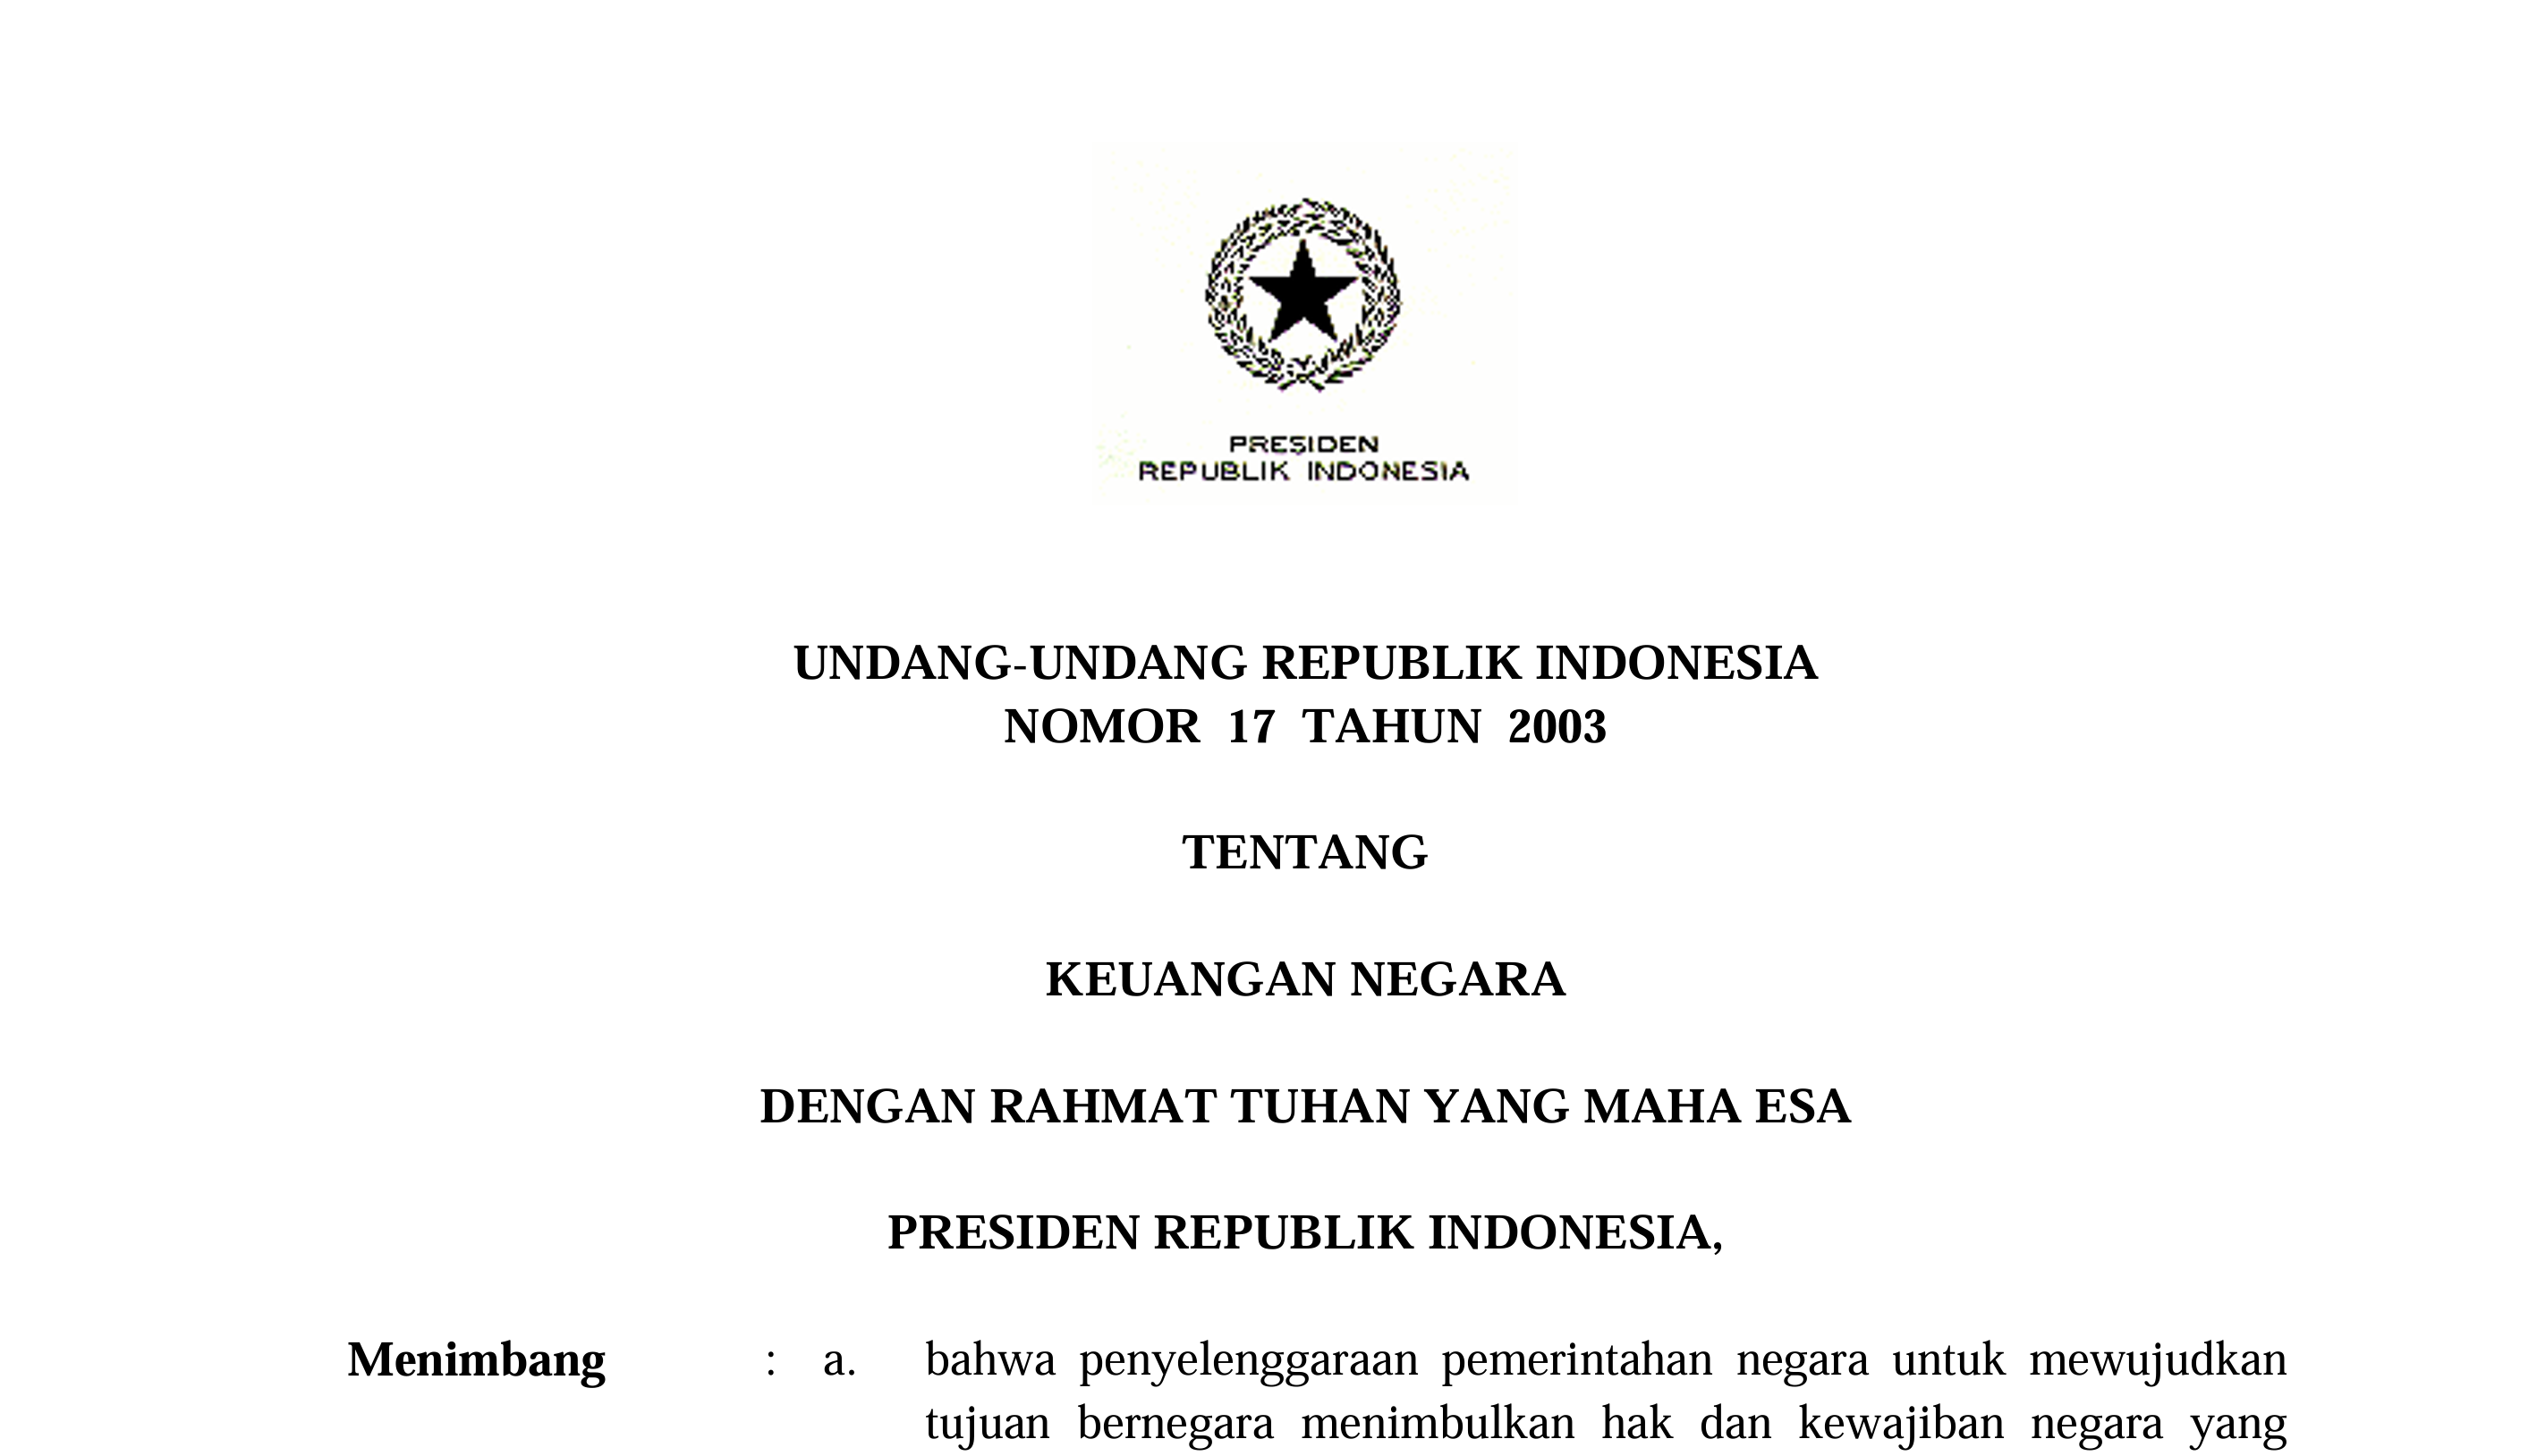 PRESIDEN
REPUBLIK INDONESIA
UNDANG-UNDANG REPUBLIK INDONESIA
NOMOR 17 TAHUN 2003
TENTANG
KEUANGAN NEGARA
DENGAN RAHMAT TUHAN YANG MAHA ESA
PRESIDEN REPUBLIK INDONESIA,
Menimbang : a. bahwa penyelenggaraan pemerintahan negara untuk mewujudkan
tujuan bernegara menimbulkan hak dan kewajiban negara yang